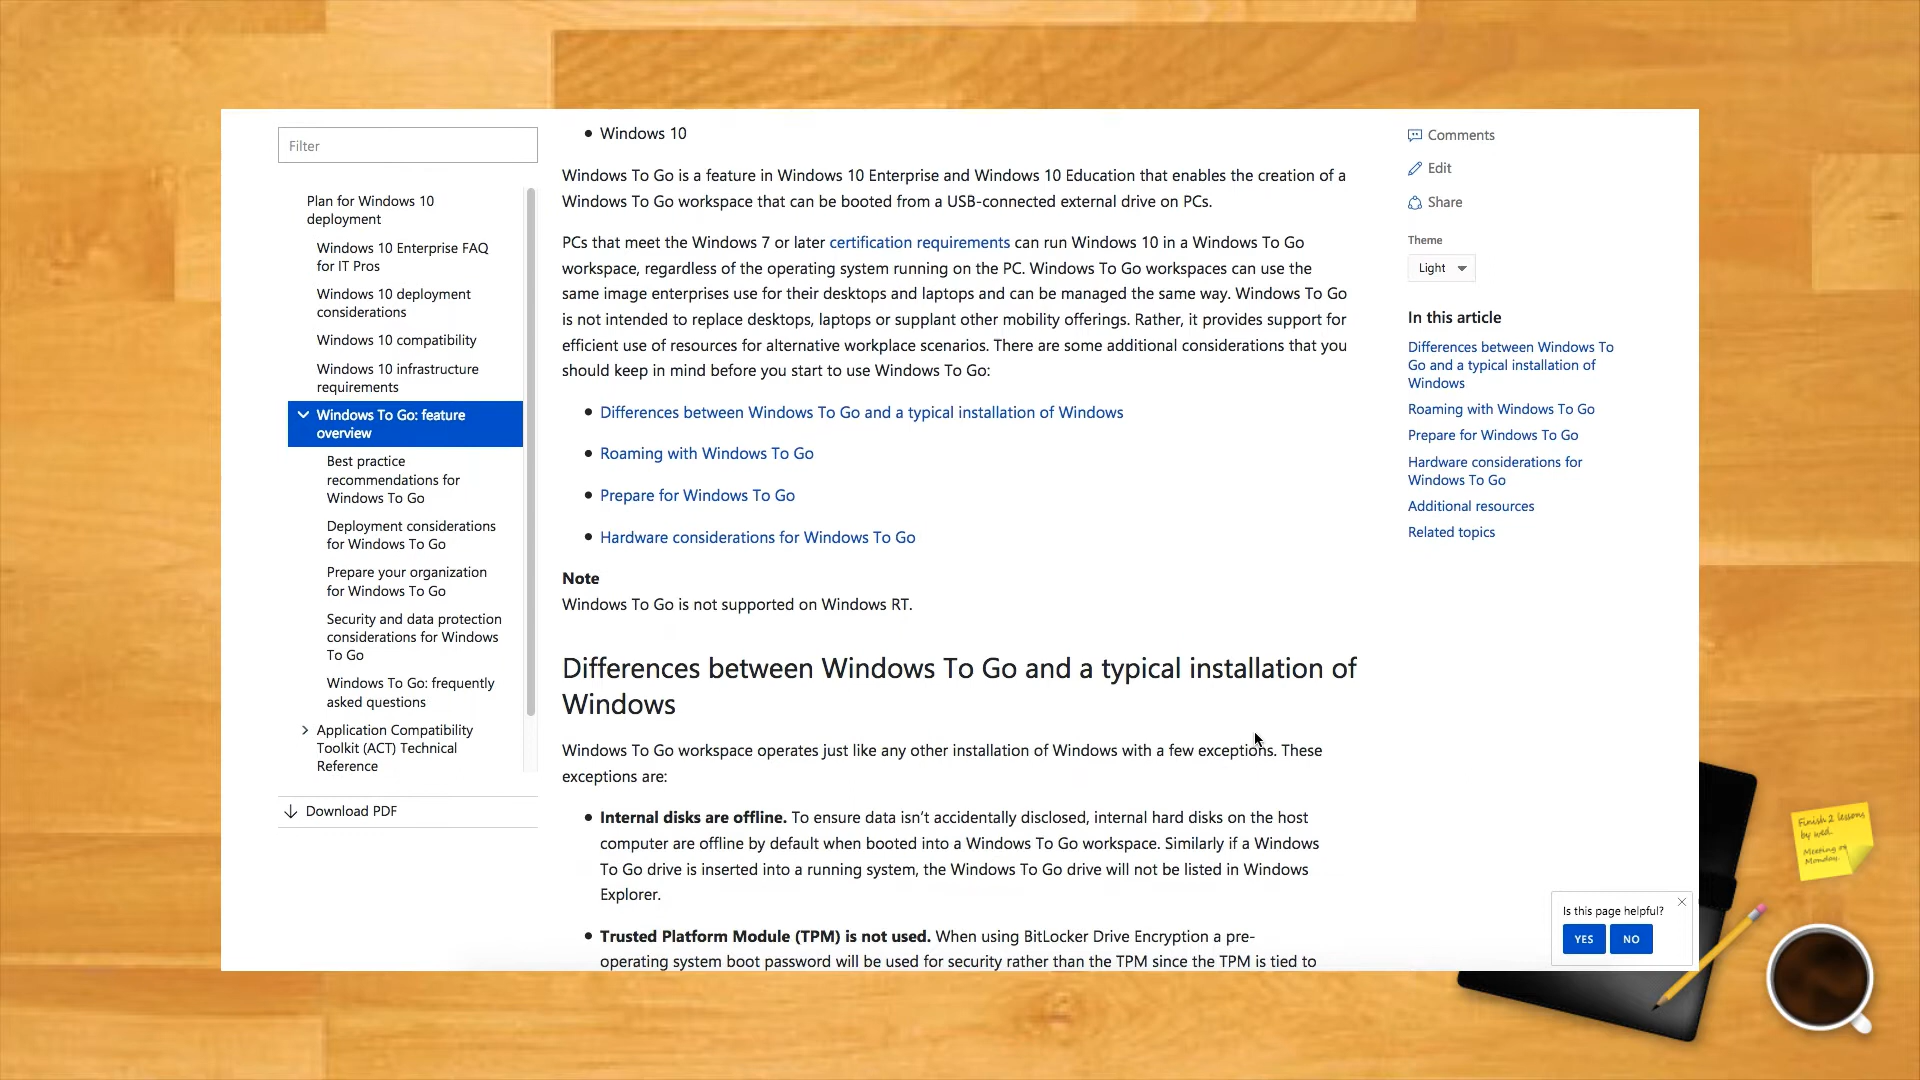 Filter
Plan for Windows 10
deployment
Windows 10 Enterprise FAQ
for IT Pros
Windows 10 deployment
considerations
Windows 10 compatibility
Windows 10 infrastructure
requirements
Windows To Go: feature
overview
Best practice
recommendations for
Windows To Go
Deployment considerations
for Windows To Go
Prepare your organization
for Windows To Go
Security and data protection
considerations for Windows
To Go
Windows To Go: frequently
asked questions
Application Compatibility
Toolkit (ACT) Technical
Reference
Download PDF
• Windows 10
Windows To Go is a feature in Windows 10 Enterprise and Windows 10 Education that enables the creation of a
Windows To Go workspace that can be booted from a USB-connected external drive on PCs.
PCs that meet the Windows 7 or later certification requirements can run Windows 10 in a Windows To Go
workspace, regardless of the operating system running on the PC. Windows To Go workspaces can use the
same image enterprises use for their desktops and laptops and can be managed the same way. Windows To Go
is not intended to replace desktops, laptops or supplant other mobility offerings. Rather, it provides support for
efficient use of resources for alternative workplace scenarios. There are some additional considerations that you
should keep in mind before you start to use Windows To Go:
• Differences between Windows To Go and a typical installation of Windows
• Roaming with Windows To Go
• Prepare for Windows To Go
• Hardware considerations for Windows To Go
Note
Windows To Go is not supported on Windows RT.
Differences between Windows To Go and a typical installation of
Windows
Windows To Go workspace operates just like any other installation of Windows with a few exceptions. These
exceptions are:
• Internal disks are offline. To ensure data isn’t accidentally disclosed, internal hard disks on the host
computer are offline by default when booted into a Windows To Go workspace. Similarly if a Windows
To Go drive is inserted into a running system, the Windows To Go drive will not be listed in Windows
Explorer.
• Trusted Platform Module (TPM) is not used. When using BitLocker Drive Encryption a pre-
operating system boot password will be used for security rather than the TPM since the TPM is tied to
Comments
Edit
Share
Theme
Light
In this article
Differences between Windows To
Go and a typical installation of
Windows
Roaming with Windows To Go
Prepare for Windows To Go
Hardware considerations for
Windows To Go
Additional resources
Related topics
Is this page helpful?
YES NO
Finish 2 lessons
by wed.
Meeting on
Monday.